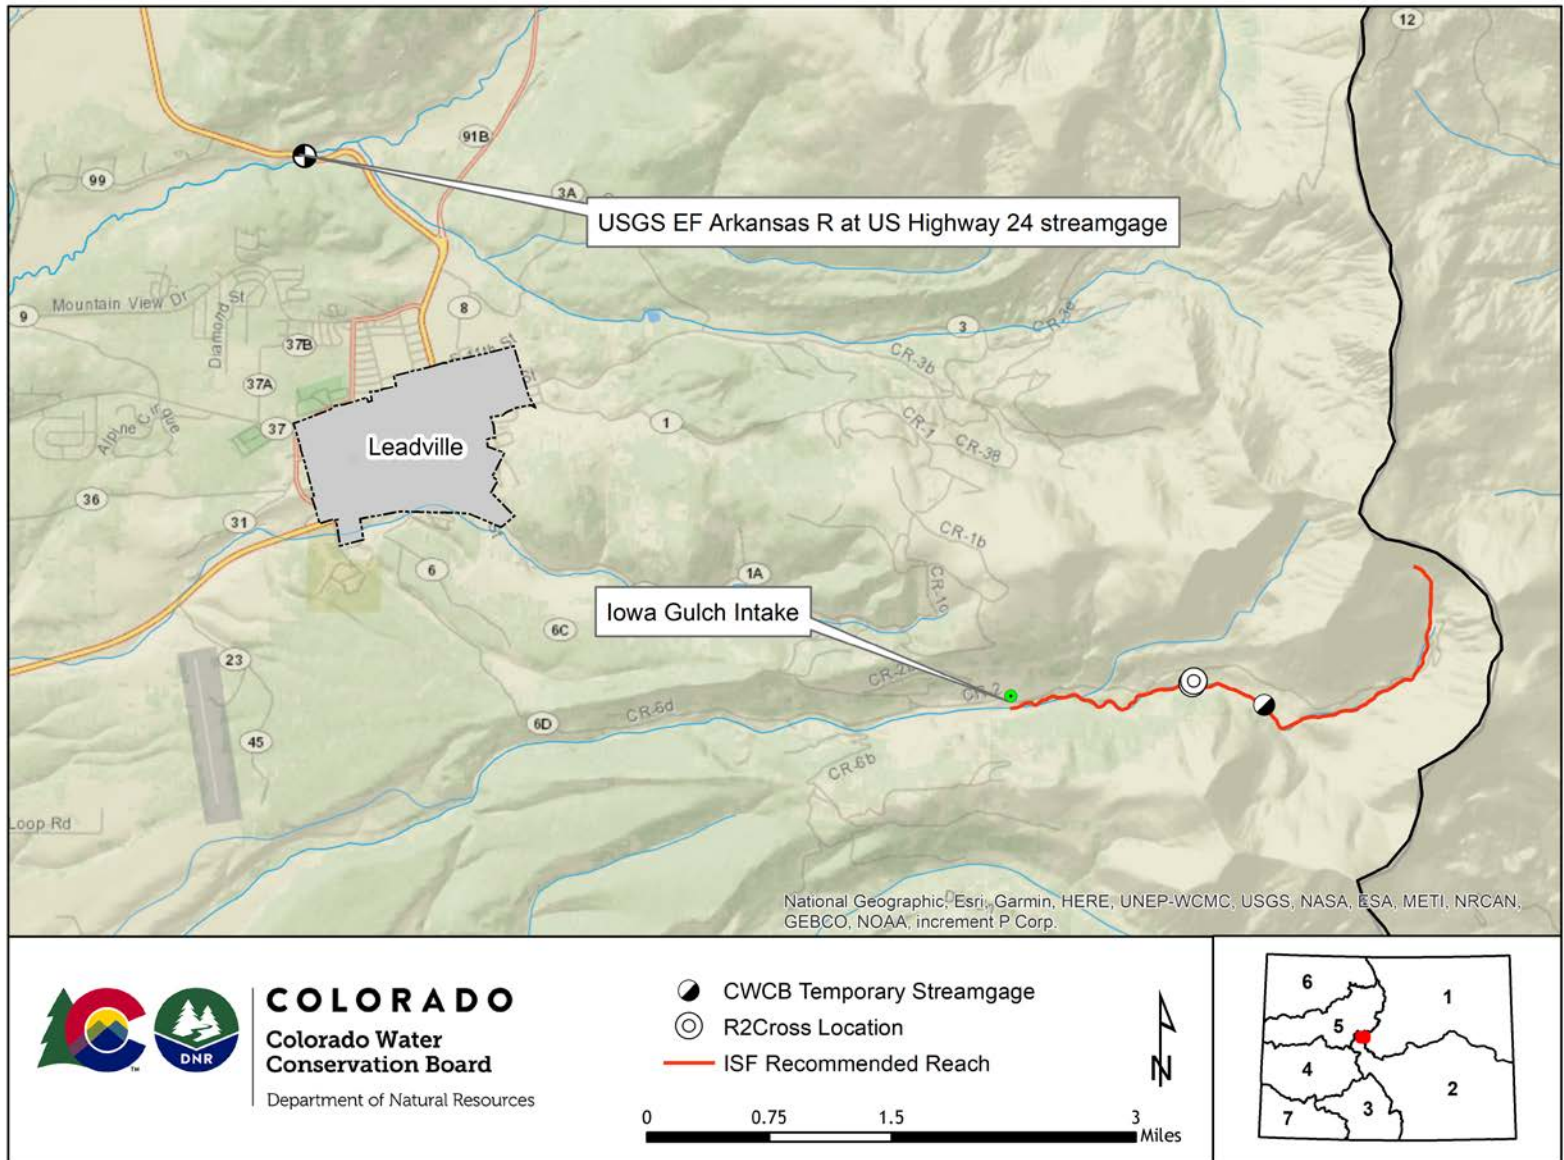 12
91B
99
3A
USGS EF Arkansas R at US Highway 24 streamgage
Mountain View Dr
Diamond St
9
8
3
CR-3e
37B
E 11th St
CR-3b
37A
Alpine Cirque
37
1
CR-1
CR-38
Leadville
36
31
St
CR-1b
6
1A
CR-1c
Iowa Gulch Intake
6C
23
CR-2
6D
CR-6d
45
CR-6b
Loop Rd
National Geographic, Esri, Garmin, HERE, UNEP-WCMC, USGS, NASA, ESA, METI, NRCAN,
GEBCO, NOAA, increment P Corp.
COLORADO
Colorado Water
Conservation Board
Department of Natural Resources
DNR
TM
CWCB Temporary Streamgage
R2Cross Location
ISF Recommended Reach
N
0 0.75 1.5 3
Miles
6
1
5
4
2
3
7